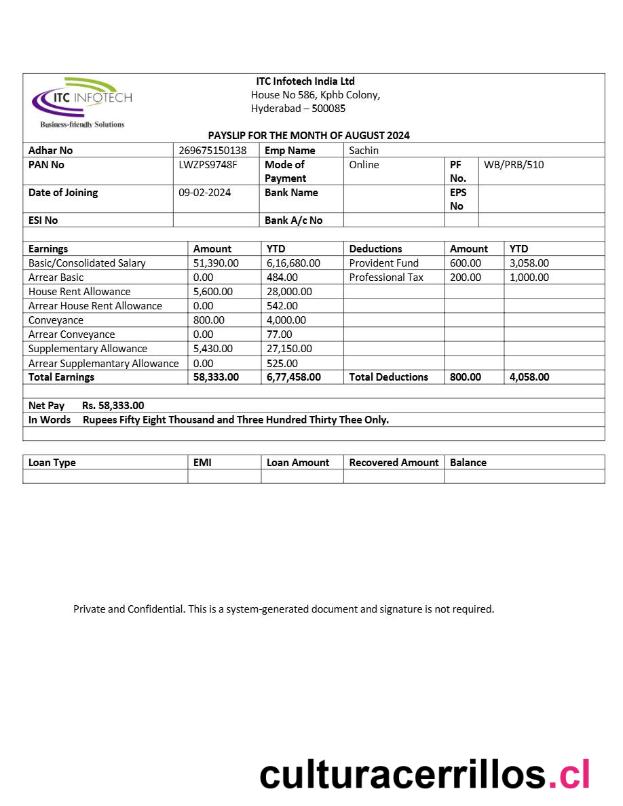 ITC INFOTECH
Business-friendly Solutions
ITC Infotech India Ltd
House No 586, Kphb Colony,
Hyderabad – 500085
PAYSLIP FOR THE MONTH OF AUGUST 2024
Adhar No 269675150138 Emp Name Sachin
PAN No LWZPS9748F Mode of Payment Online PF No. WB/PRB/510
Date of Joining 09-02-2024 Bank Name EPS No
ESI No Bank A/c No
Earnings Amount YTD Deductions Amount YTD
Basic/Consolidated Salary 51,390.00 6,16,680.00 Provident Fund 600.00 3,058.00
Arrear Basic 0.00 484.00 Professional Tax 200.00 1,000.00
House Rent Allowance 5,600.00 28,000.00
Arrear House Rent Allowance 0.00 542.00
Conveyance 800.00 4,000.00
Arrear Conveyance 0.00 77.00
Supplementary Allowance 5,430.00 27,150.00
Arrear Supplemantary Allowance 0.00 525.00
Total Earnings 58,333.00 6,77,458.00 Total Deductions 800.00 4,058.00
Net Pay Rs. 58,333.00
In Words Rupees Fifty Eight Thousand and Three Hundred Thirty Thee Only.
Loan Type EMI Loan Amount Recovered Amount Balance
Private and Confidential. This is a system-generated document and signature is not required.
culturacerrillos.cl